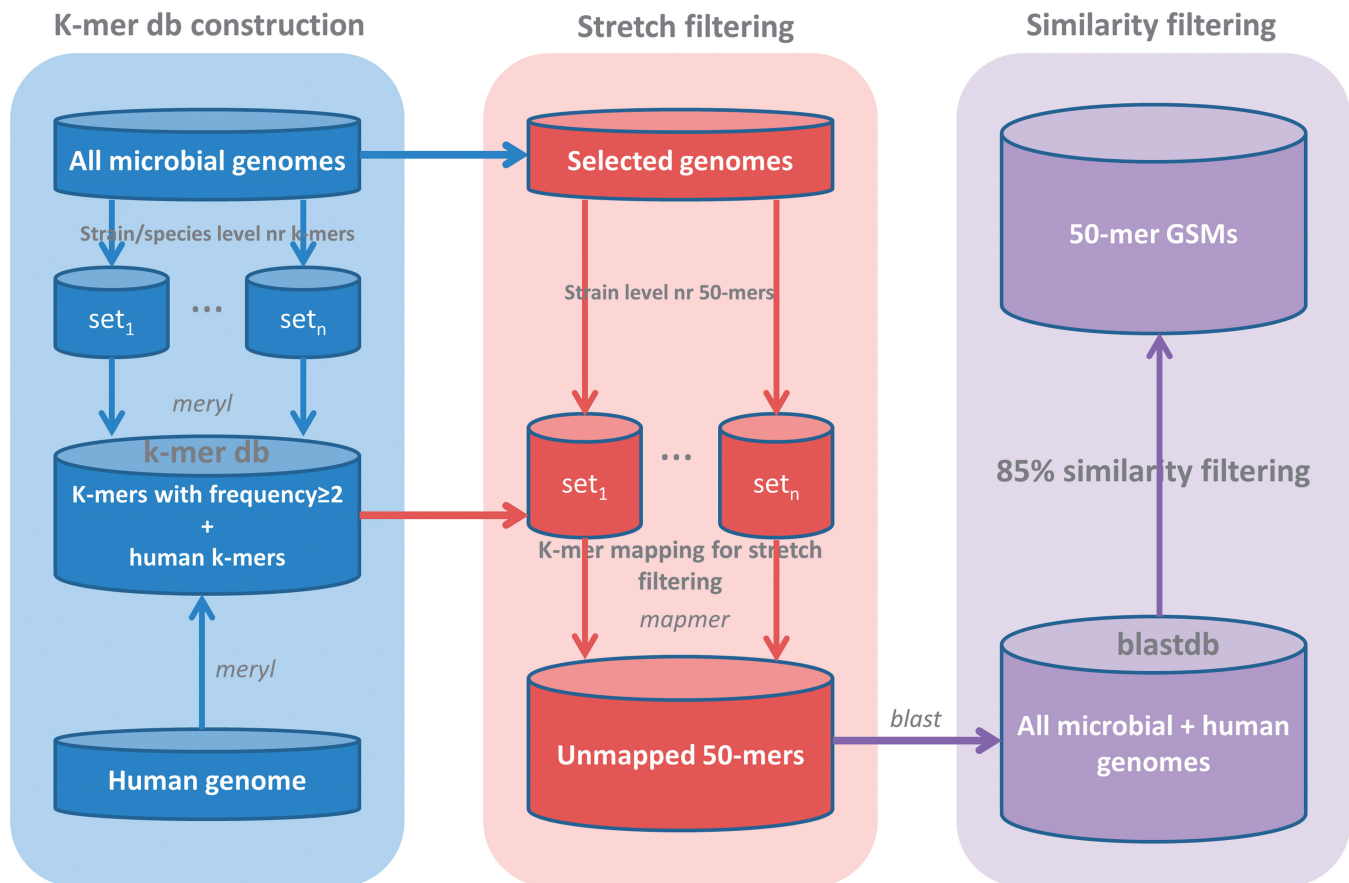 K-mer db construction
All microbial genomes
Strain/species level nr k-mers
set₁
...
setₙ
meryl
k-mer db
K-mers with frequency≥2
+
human k-mers
meryl
Human genome
Stretch filtering
Selected genomes
Strain level nr 50-mers
set₁
...
setₙ
K-mer mapping for stretch
filtering
mapmer
Unmapped 50-mers
blast
Similarity filtering
50-mer GSMs
85% similarity filtering
blastdb
All microbial + human
genomes